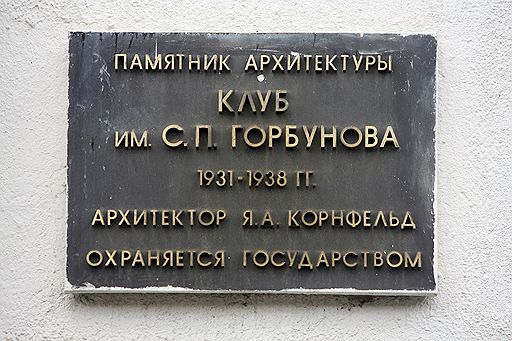 ПАМЯТНИК АРХИТЕКТУРЫ
КЛУБ
ИМ. С.П. ГОРБУНОВА
1931-1938 ГГ.
АРХИТЕКТОР Я.А. КОРНФЕЛЬД
ОХРАНЯЕТСЯ ГОСУДАРСТВОМ